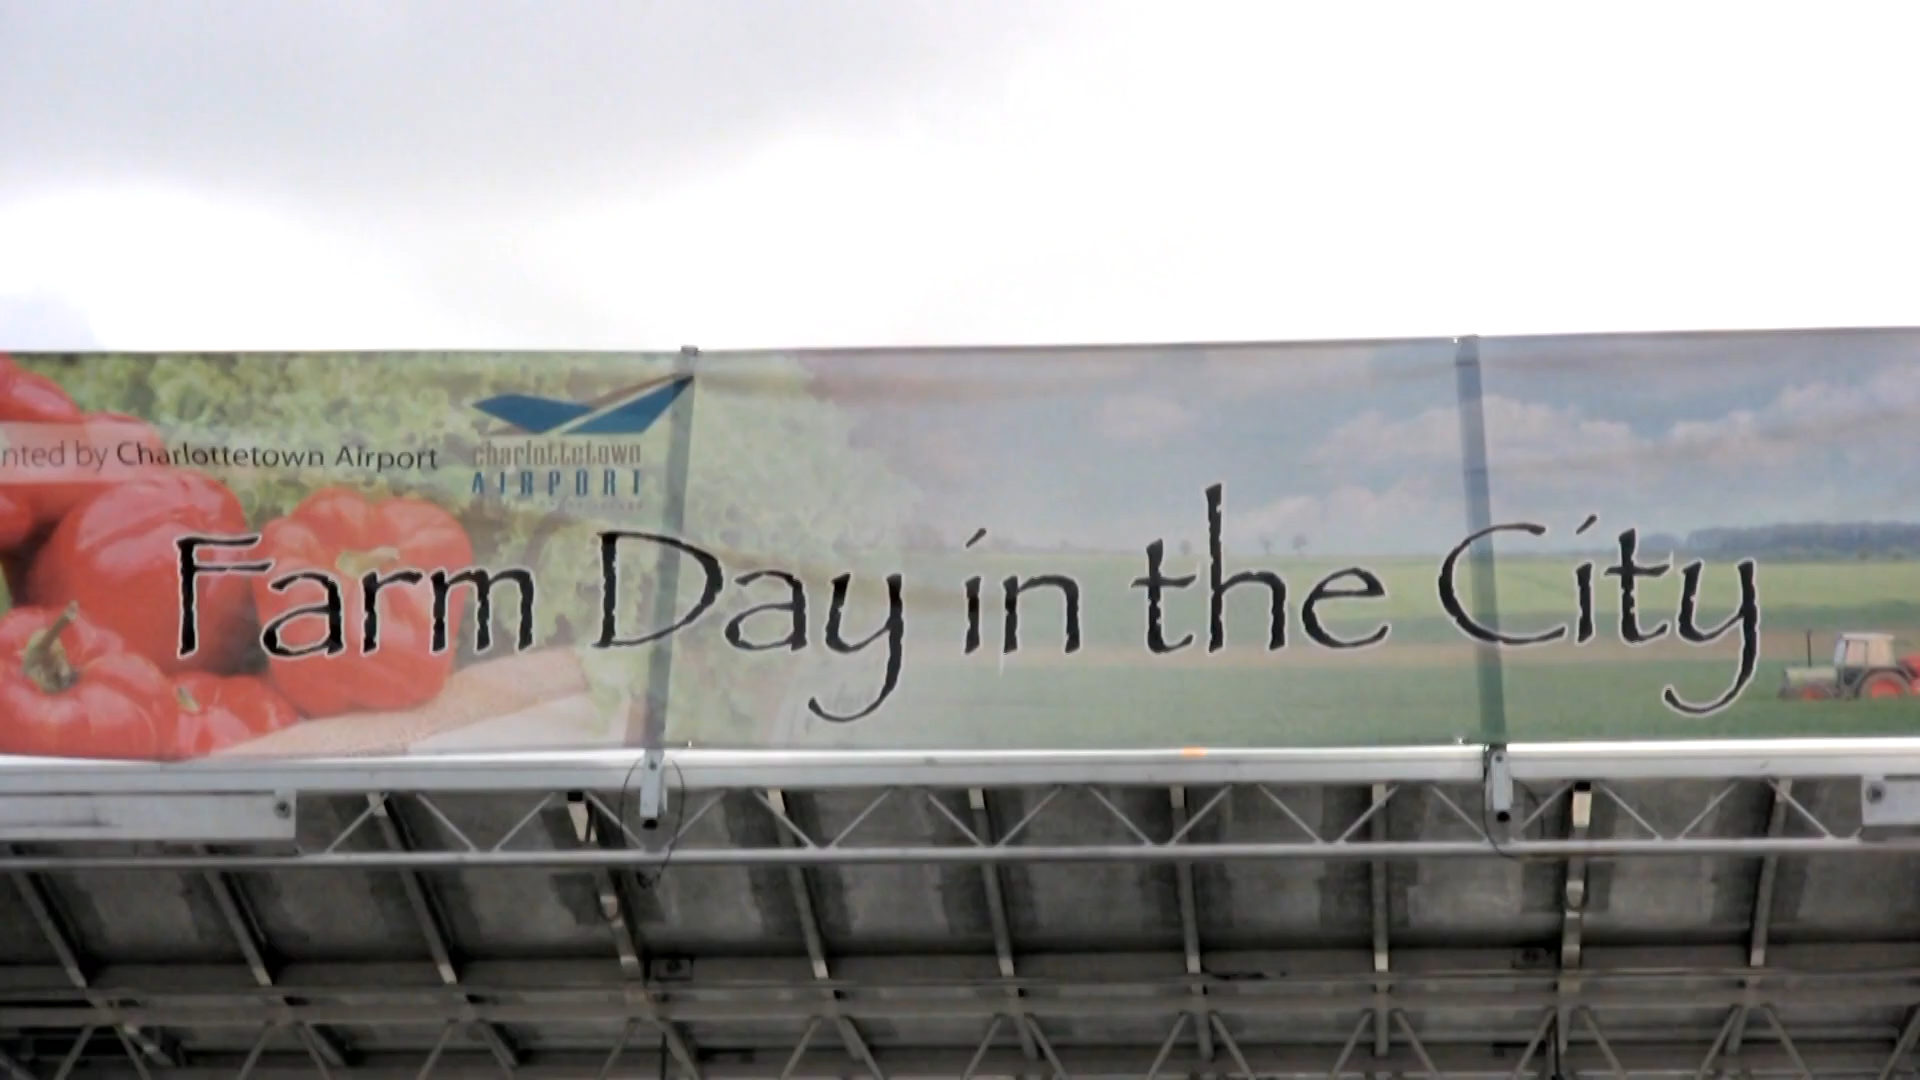 nted by Charlottetown Airport
charlottetown
AIRPORT
Farm Day in the City